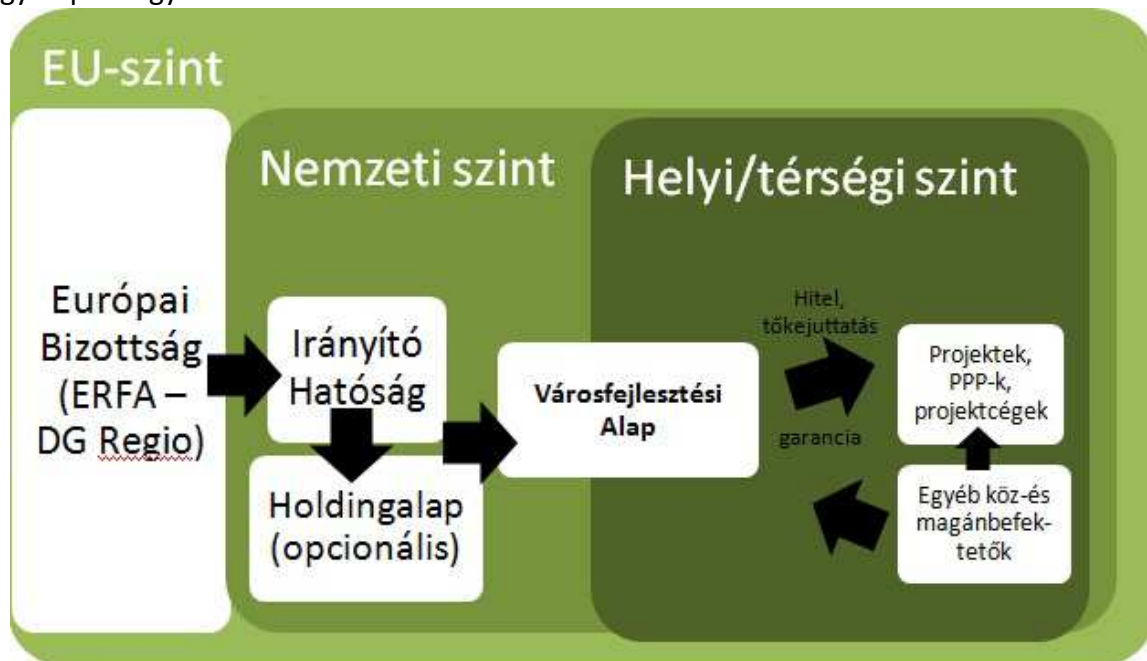 EU-szint
Nemzeti szint
Helyi/térségi szint
Európai
Bizottság
(ERFA –
DG Regio)
Irányító
Hatóság
Holdingalap
(opcionális)
Városfejlesztési
Alap
Hitel,
tőkejuttatás
garancia
Projektek,
PPP-k,
projektcégek
Egyéb köz-és
magánbefek-
tetők